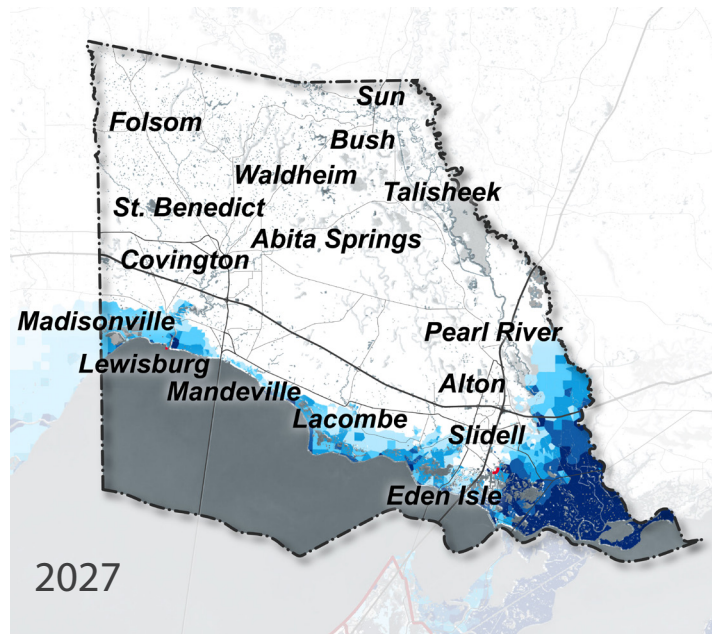 Sun
Folsom
Bush
Waldheim
Talisheek
St. Benedict
Abita Springs
Covington
Madisonville
Pearl River
Lewisburg
Mandeville
Alton
Lacombe
Slidell
Eden Isle
2027